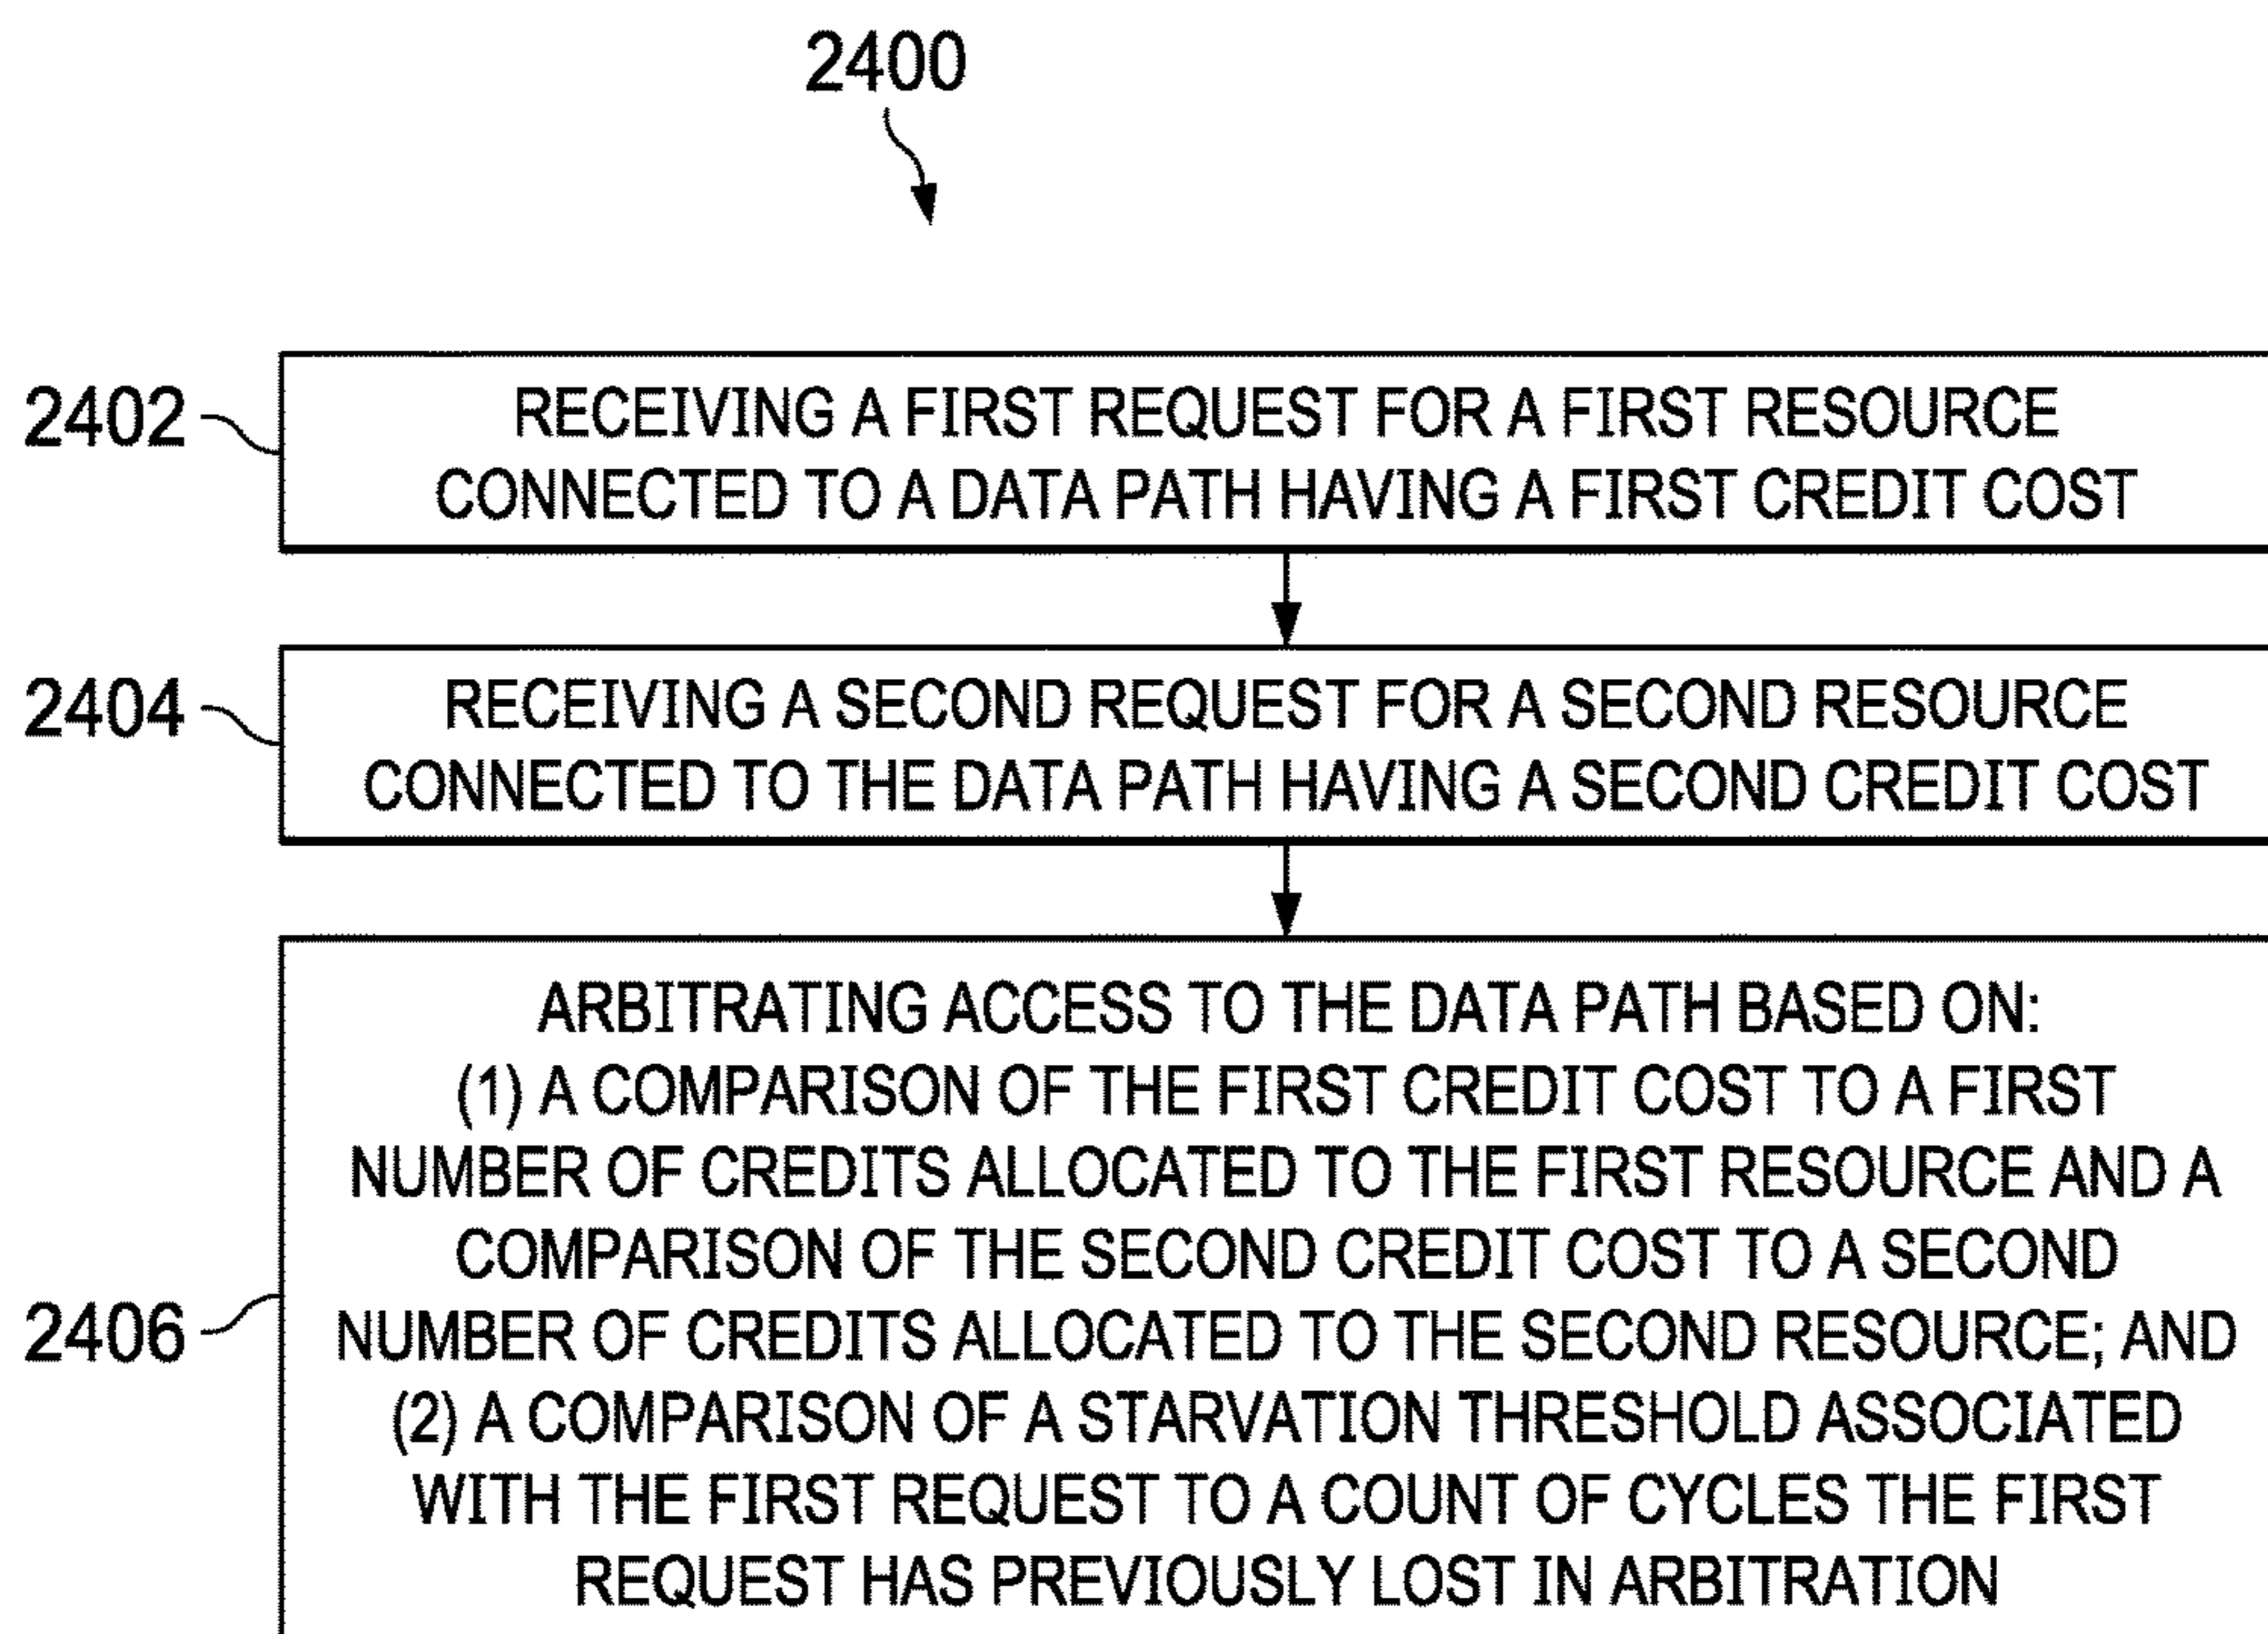 2400
2402
RECEIVING A FIRST REQUEST FOR A FIRST RESOURCE
CONNECTED TO A DATA PATH HAVING A FIRST CREDIT COST
2404
RECEIVING A SECOND REQUEST FOR A SECOND RESOURCE
CONNECTED TO THE DATA PATH HAVING A SECOND CREDIT COST
2406
ARBITRATING ACCESS TO THE DATA PATH BASED ON:
(1) A COMPARISON OF THE FIRST CREDIT COST TO A FIRST
NUMBER OF CREDITS ALLOCATED TO THE FIRST RESOURCE AND A
COMPARISON OF THE SECOND CREDIT COST TO A SECOND
NUMBER OF CREDITS ALLOCATED TO THE SECOND RESOURCE; AND
(2) A COMPARISON OF A STARVATION THRESHOLD ASSOCIATED
WITH THE FIRST REQUEST TO A COUNT OF CYCLES THE FIRST
REQUEST HAS PREVIOUSLY LOST IN ARBITRATION